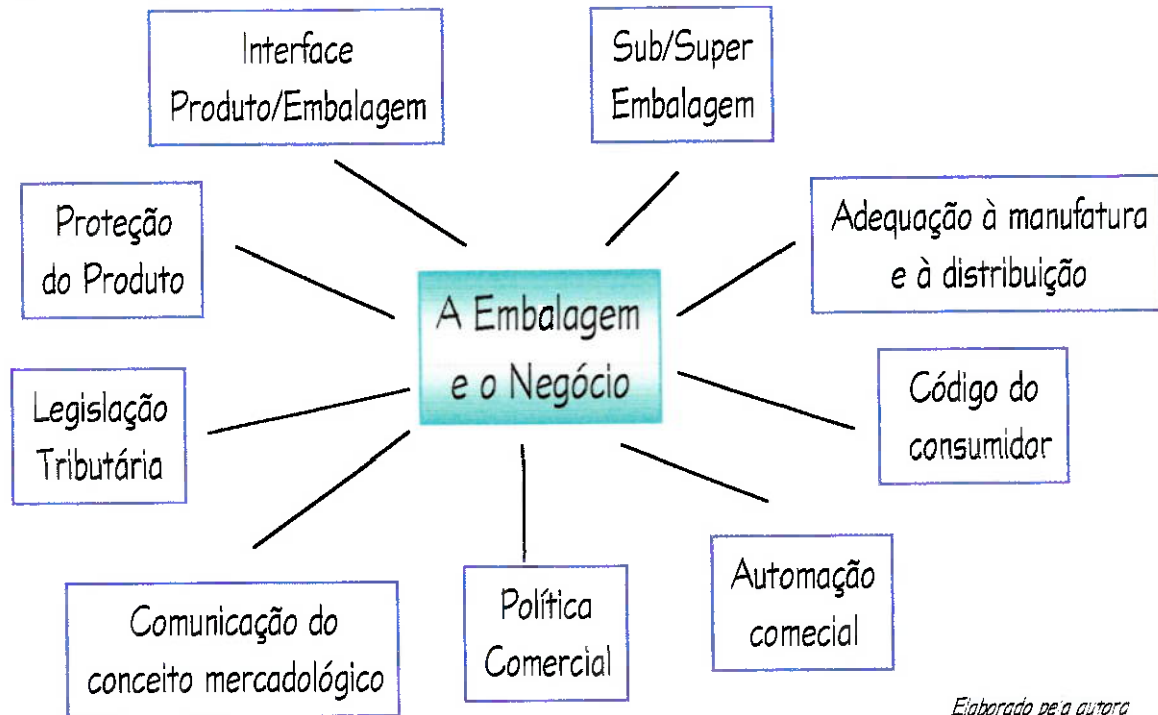 Interface
Produto/Embalagem
Sub/Super
Embalagem
Proteção
do Produto
Adequação à manufatura
e à distribuição
A Embalagem
e o Negócio
Legislação
Tributária
Código do
consumidor
Comunicação do
conceito mercadológico
Política
Comercial
Automação
comecial
Elaborado pela autora